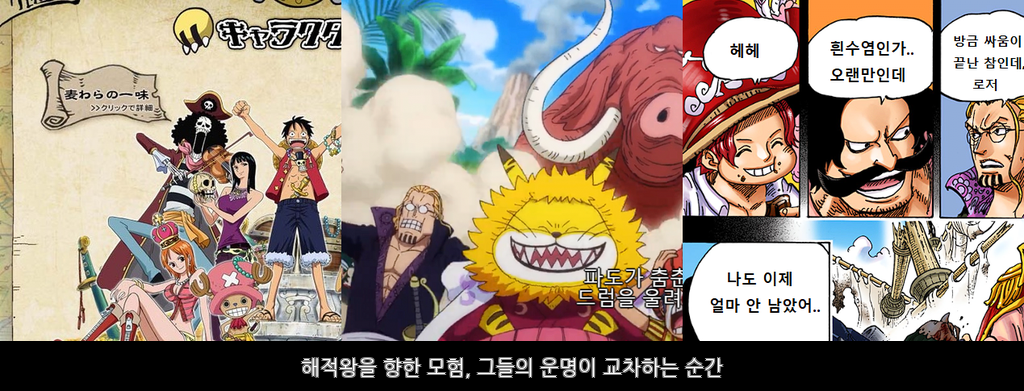 キャラクタ
麦わらの一味
>>クリックで詳細
파도가 춤춘
드럼을 울려
헤헤
흰수염인가..
오랜만인데
방금 싸움이
끝난 참인데,
로저
나도 이제
얼마 안 남았어..
해적왕을 향한 모험, 그들의 운명이 교차하는 순간